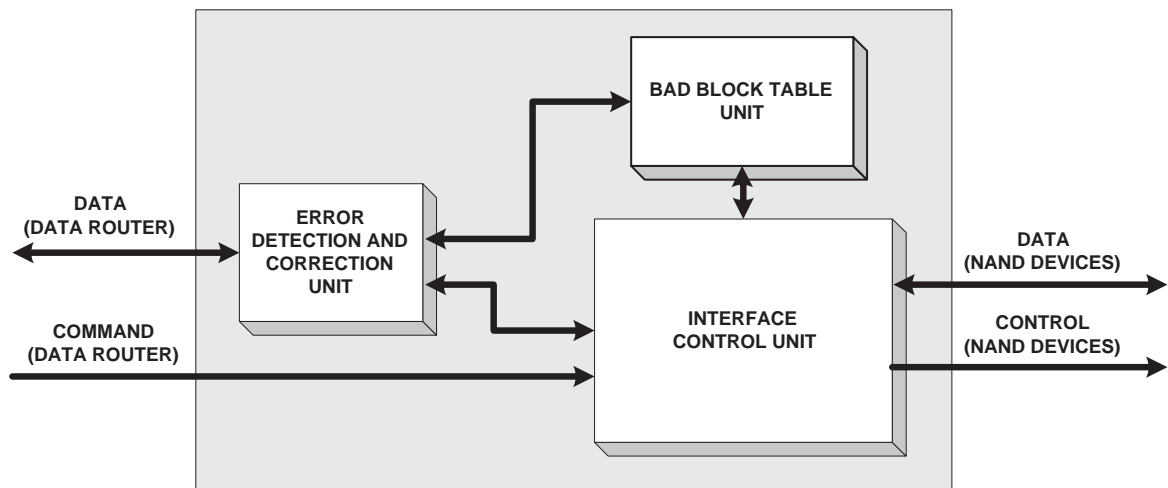 BAD BLOCK TABLE
UNIT
DATA
(DATA ROUTER)
ERROR
DETECTION AND
CORRECTION
UNIT
DATA
(NAND DEVICES)
COMMAND
(DATA ROUTER)
INTERFACE
CONTROL UNIT
CONTROL
(NAND DEVICES)